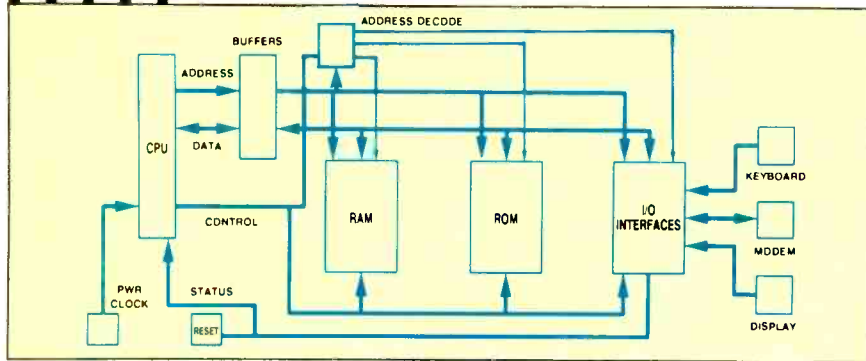 ADDRESS DECODE
BUFFERS
ADDRESS
CPU
DATA
CONTROL
RAM
ROM
I/O
INTERFACES
KEYBOARD
MODEM
DISPLAY
PWR
CLOCK
STATUS
RESET